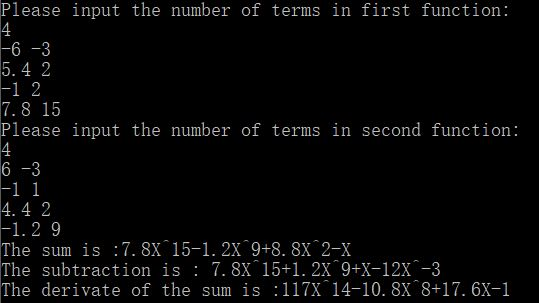 Please input the number of terms in first function:
4
-6 -3
5.4 2
-1 2
7.8 15
Please input the number of terms in second function:
4
6 -3
-1 1
4.4 2
-1.2 9
The sum is :7.8X^15-1.2X^9+8.8X^2-X
The subtraction is : 7.8X^15+1.2X^9+X-12X^-3
The derivate of the sum is :117X^14-10.8X^8+17.6X-1